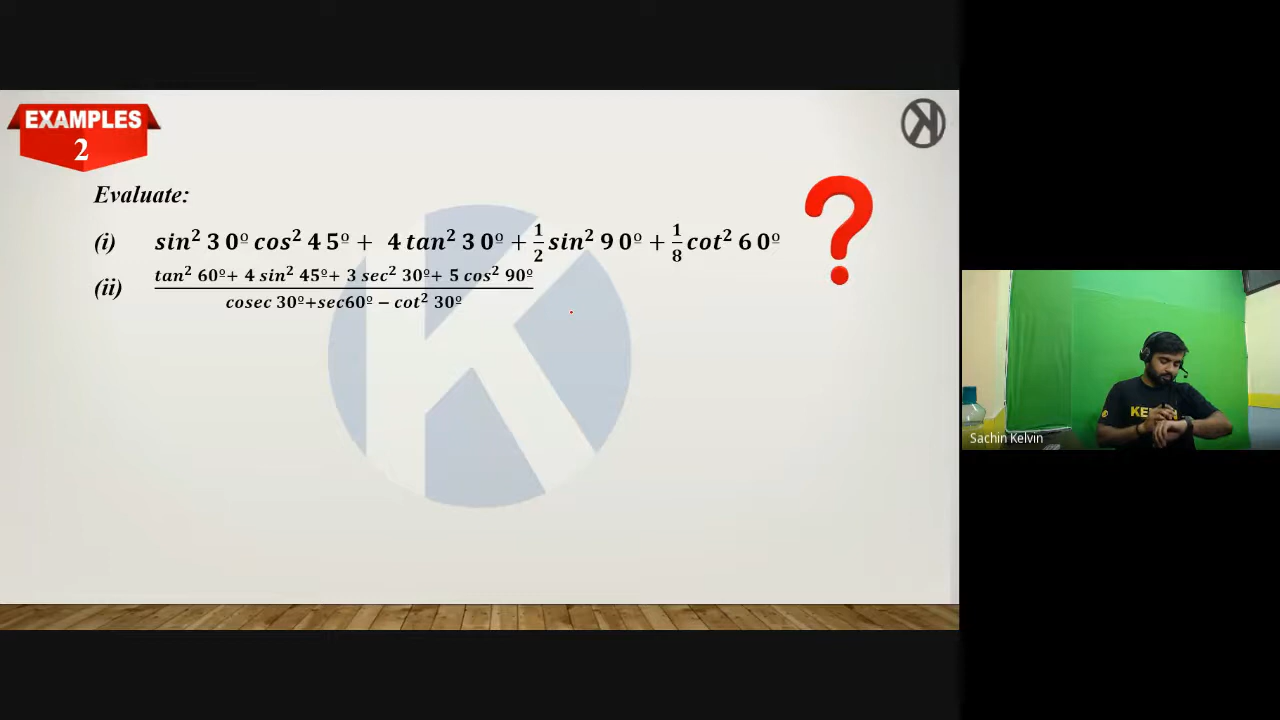 EXAMPLES
2
Evaluate:
(i) sin² 30º cos² 45º + 4 tan² 30º + 1/2 sin² 90º + 1/8 cot² 60º
(ii) (tan² 60º+ 4 sin² 45º+ 3 sec² 30º+ 5 cos² 90º)/(cosec 30º+sec60º − cot² 30º)
Sachin Kelvin